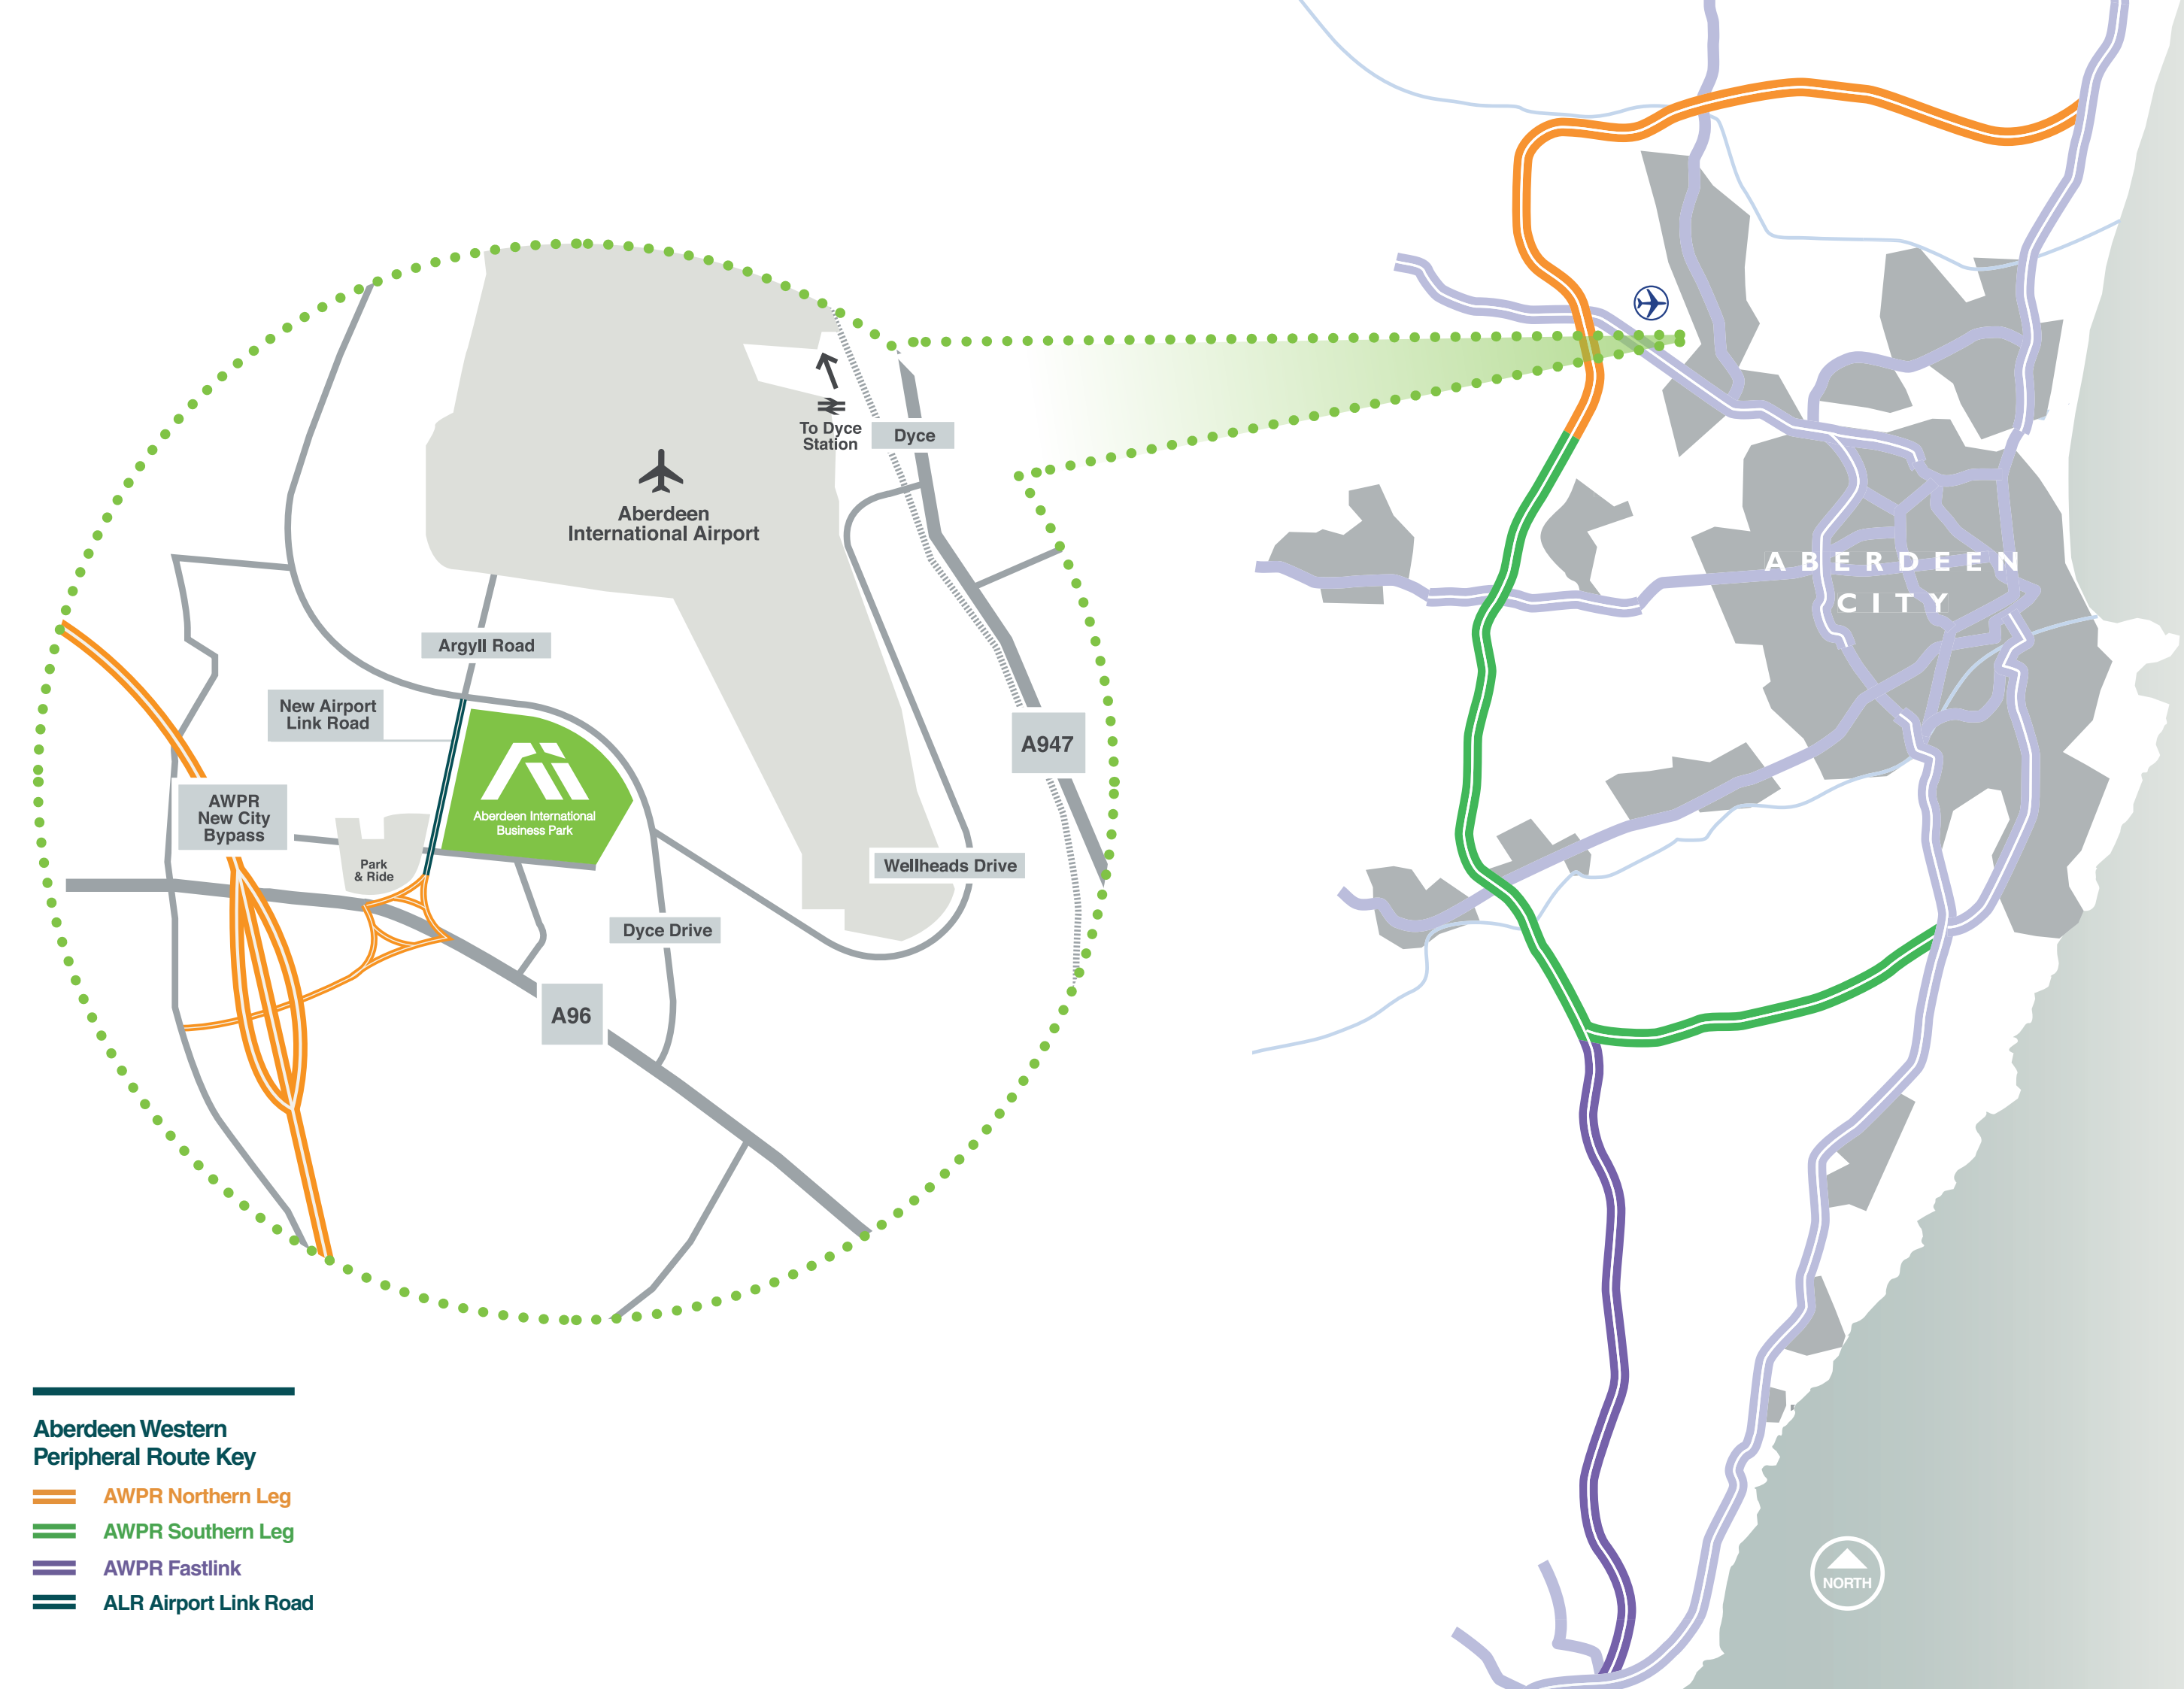 To Dyce
Station
Dyce
Aberdeen
International Airport
Argyll Road
New Airport
Link Road
A947
AWPR
New City
Bypass
Aberdeen International
Business Park
Park
& Ride
Wellheads Drive
Dyce Drive
A96
ABERDEEN
CITY
Aberdeen Western
Peripheral Route Key
AWPR Northern Leg
AWPR Southern Leg
AWPR Fastlink
ALR Airport Link Road
NORTH